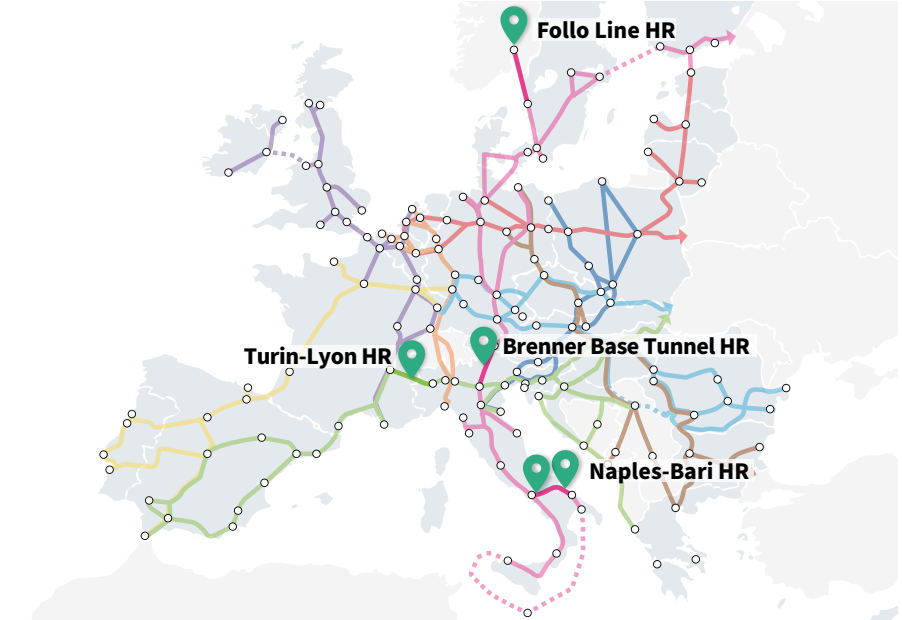 Follo Line HR
Turin-Lyon HR
Brenner Base Tunnel HR
Naples-Bari HR